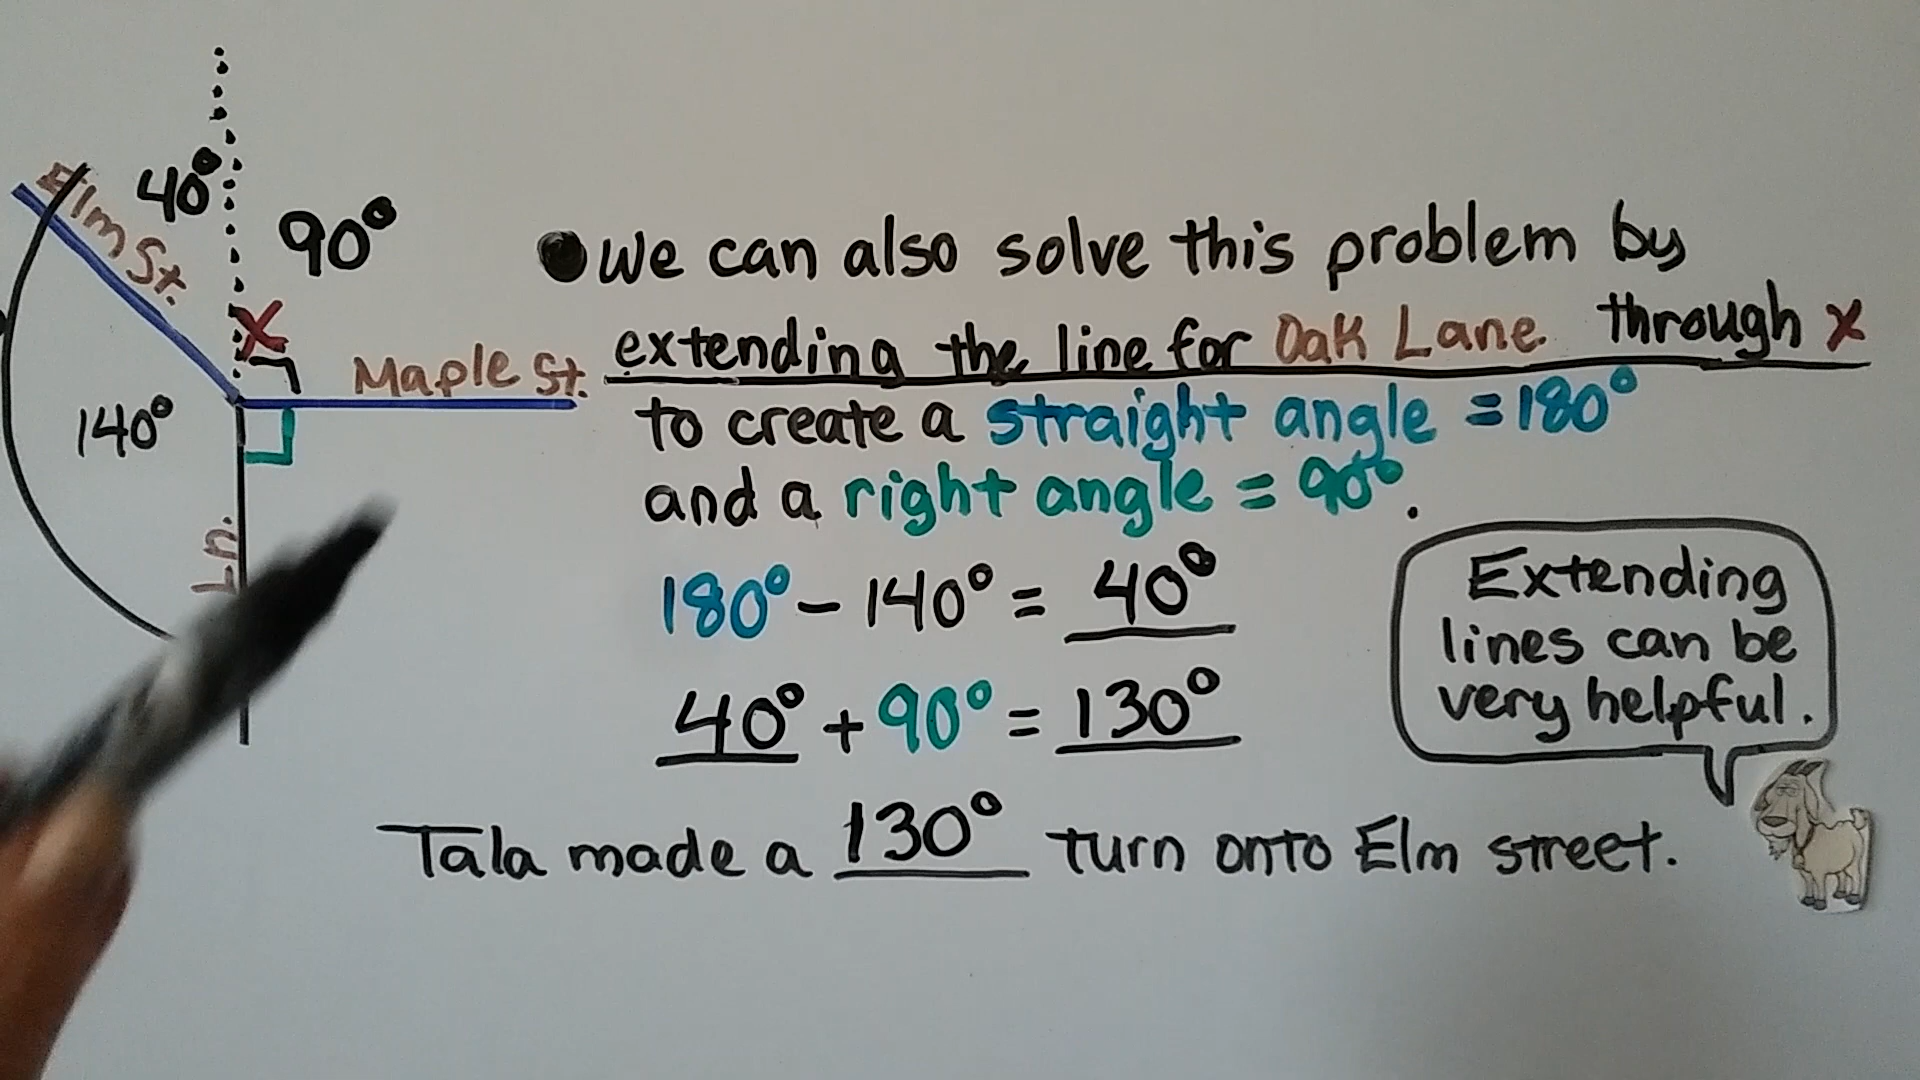 40°
90°
Elm St.
x
Maple St.
140°
Ln.
we can also solve this problem by
extending the line for Oak Lane through x
to create a straight angle = 180°
and a right angle = 90°.
180° - 140° = 40°
40° + 90° = 130°
Tala made a 130° turn onto Elm street.
Extending
lines can be
very helpful.